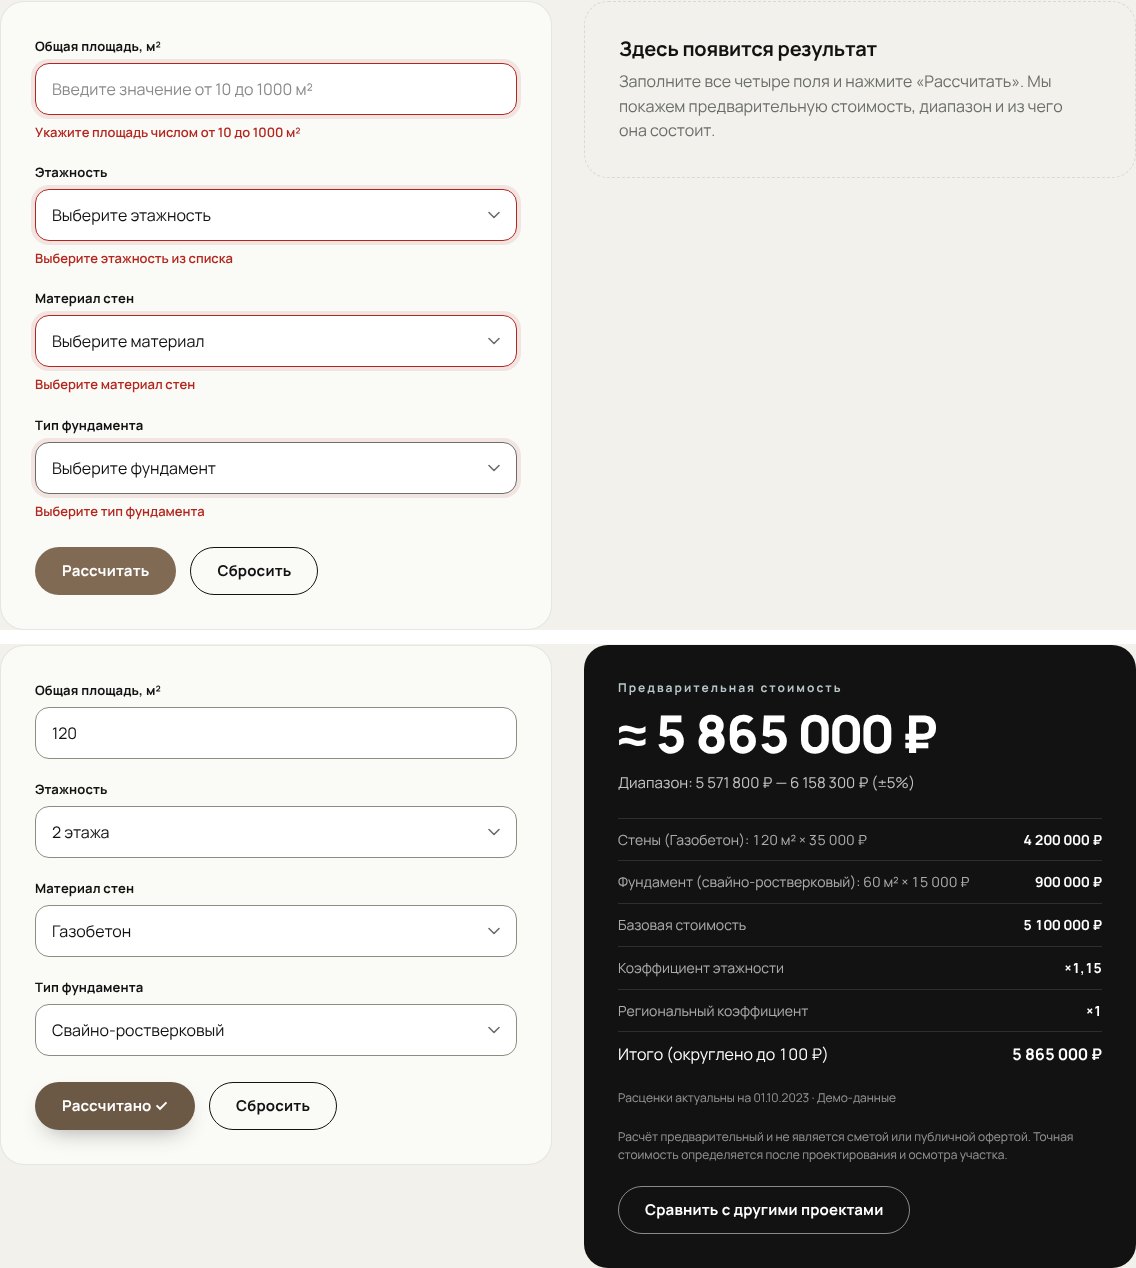 Общая площадь, м²
Введите значение от 10 до 1000 м²
Укажите площадь числом от 10 до 1000 м²
Этажность
Выберите этажность
Выберите этажность из списка
Материал стен
Выберите материал
Выберите материал стен
Тип фундамента
Выберите фундамент
Выберите тип фундамента
Рассчитать
Сбросить
Здесь появится результат
Заполните все четыре поля и нажмите «Рассчитать». Мы
покажем предварительную стоимость, диапазон и из чего
она состоит.
Общая площадь, м²
120
Этажность
2 этажа
Материал стен
Газобетон
Тип фундамента
Свайно-ростверковый
Рассчитано ✓
Сбросить
Предварительная стоимость
≈ 5 865 000 ₽
Диапазон: 5 571 800 ₽ — 6 158 300 ₽ (±5%)
Стены (Газобетон): 120 м² × 35 000 ₽ 4 200 000 ₽
Фундамент (свайно-ростверковый): 60 м² × 15 000 ₽ 900 000 ₽
Базовая стоимость 5 100 000 ₽
Коэффициент этажности ×1,15
Региональный коэффициент ×1
Итого (округлено до 100 ₽) 5 865 000 ₽
Расценки актуальны на 01.10.2023 · Демо-данные
Расчёт предварительный и не является сметой или публичной офертой. Точная
стоимость определяется после проектирования и осмотра участка.
Сравнить с другими проектами